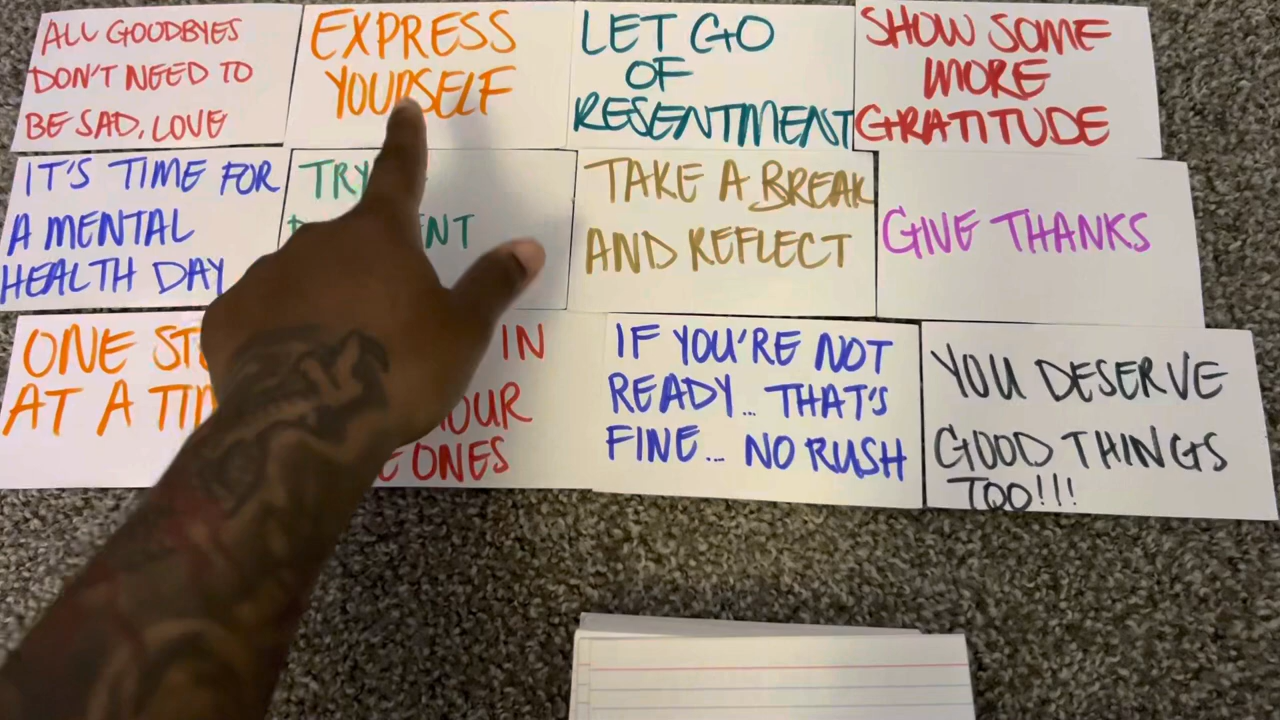 ALL GOODBYES
DON'T NEED TO
BE SAD, LOVE
EXPRESS
YOURSELF
LET GO
OF
RESENTMENT
SHOW SOME
MORE
GRATITUDE
IT'S TIME FOR
A MENTAL
HEALTH DAY
TRY
TAKE A BREAK
AND REFLECT
GIVE THANKS
ONE
AT A
IN
ONES
IF YOU'RE NOT
READY... THAT'S
FINE... NO RUSH
YOU DESERVE
GOOD THINGS
TOO!!!